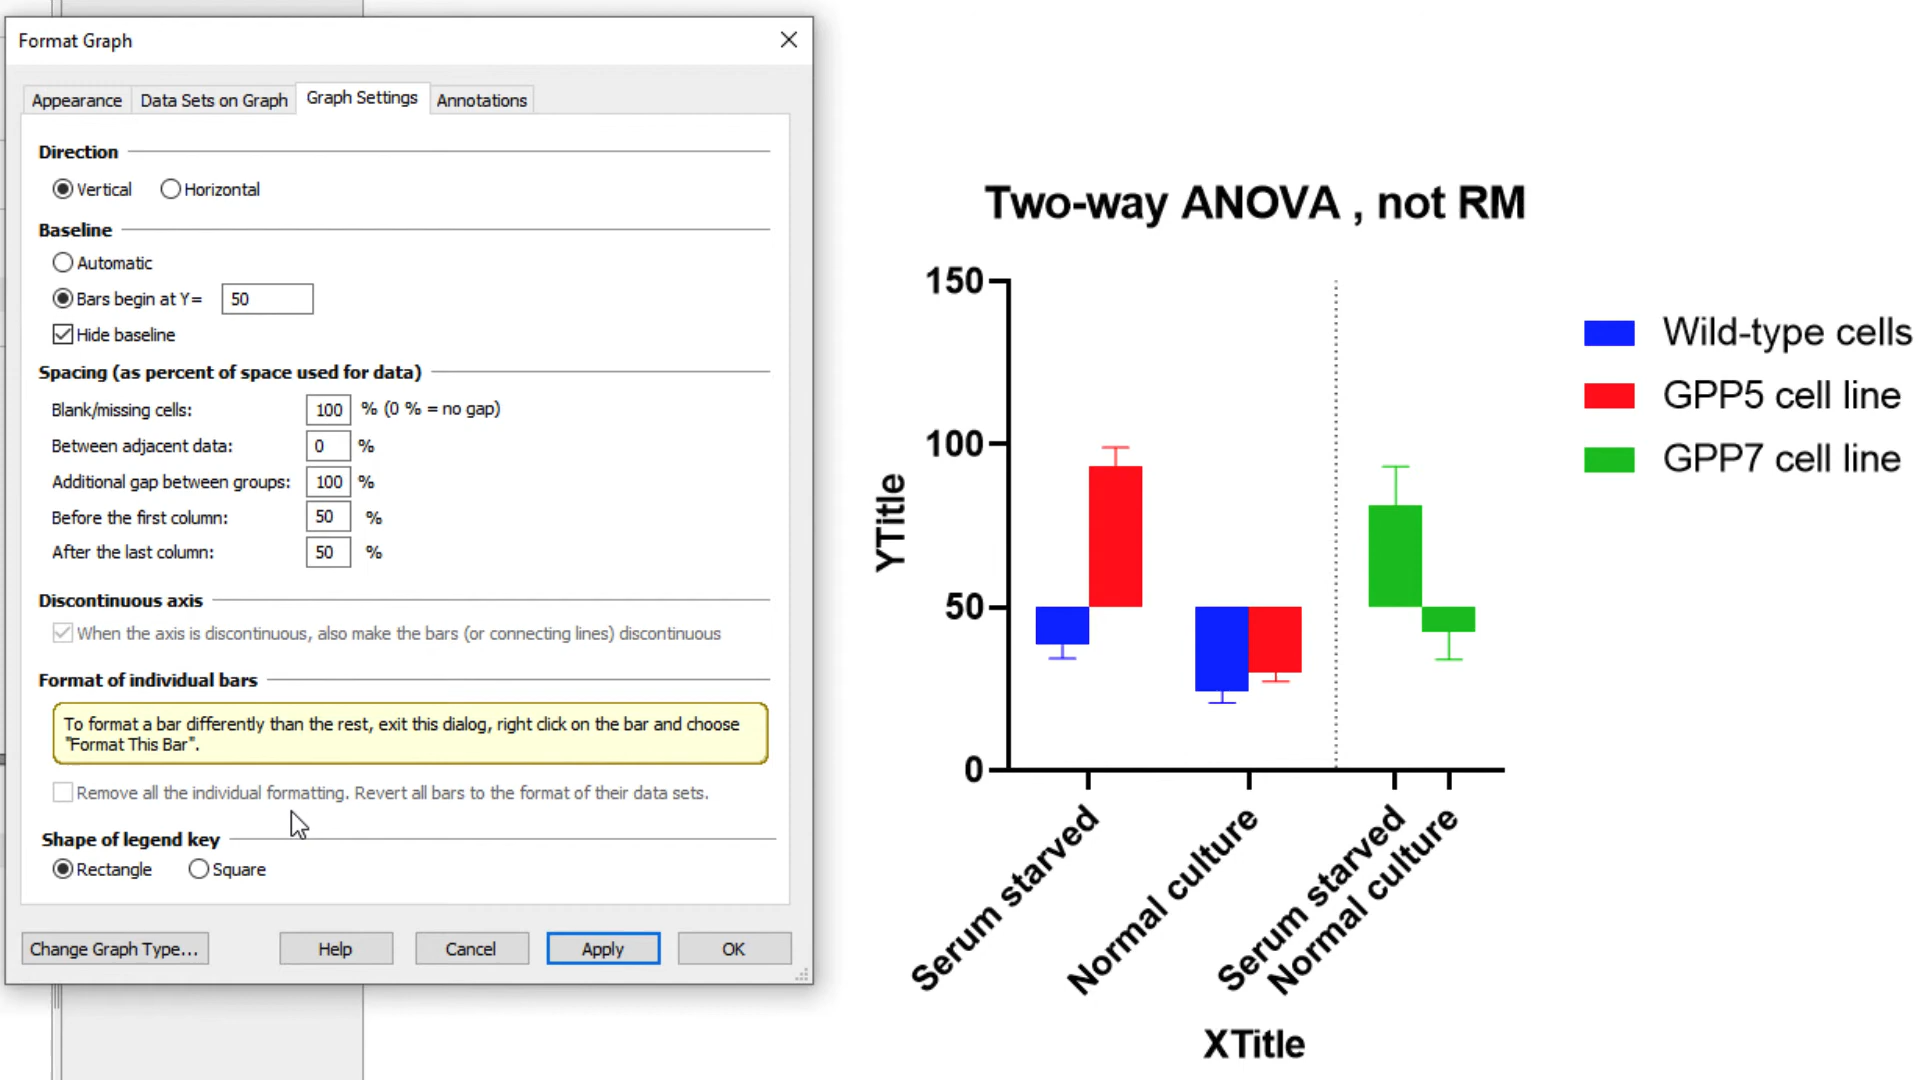 Format Graph
Appearance
Data Sets on Graph
Graph Settings
Annotations
Direction
Vertical
Horizontal
Baseline
Automatic
Bars begin at Y= 50
Hide baseline
Spacing (as percent of space used for data)
Blank/missing cells: 100 % (0 % = no gap)
Between adjacent data: 0 %
Additional gap between groups: 100 %
Before the first column: 50 %
After the last column: 50 %
Discontinuous axis
When the axis is discontinuous, also make the bars (or connecting lines) discontinuous
Format of individual bars
To format a bar differently than the rest, exit this dialog, right click on the bar and choose
"Format This Bar".
Remove all the individual formatting. Revert all bars to the format of their data sets.
Shape of legend key
Rectangle
Square
Change Graph Type...
Help
Cancel
Apply
OK
Two-way ANOVA , not RM
150
100
50
0
YTitle
Serum starved
Normal culture
Serum starved
Normal culture
XTitle
Wild-type cells
GPP5 cell line
GPP7 cell line